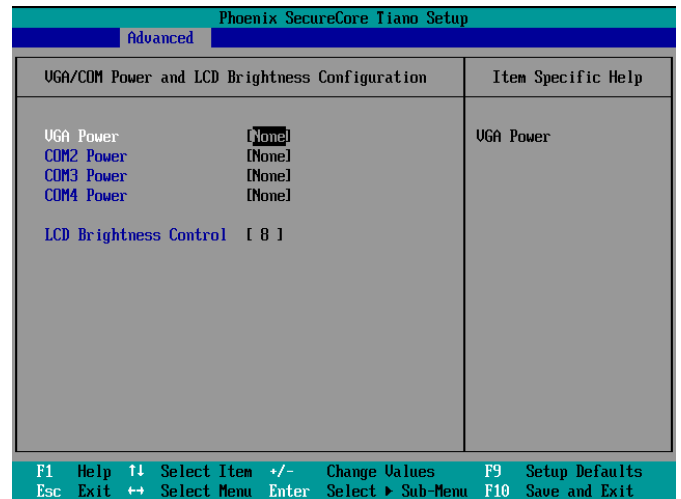 Phoenix SecureCore Tiano Setup
Advanced
VGA/COM Power and LCD Brightness Configuration
Item Specific Help
VGA Power [None]
VGA Power
COM2 Power [None]
COM3 Power [None]
COM4 Power [None]
LCD Brightness Control [ 8 ]
F1 Help ↑↓ Select Item +/- Change Values F9 Setup Defaults
Esc Exit ↔ Select Menu Enter Select ▶ Sub-Menu F10 Save and Exit